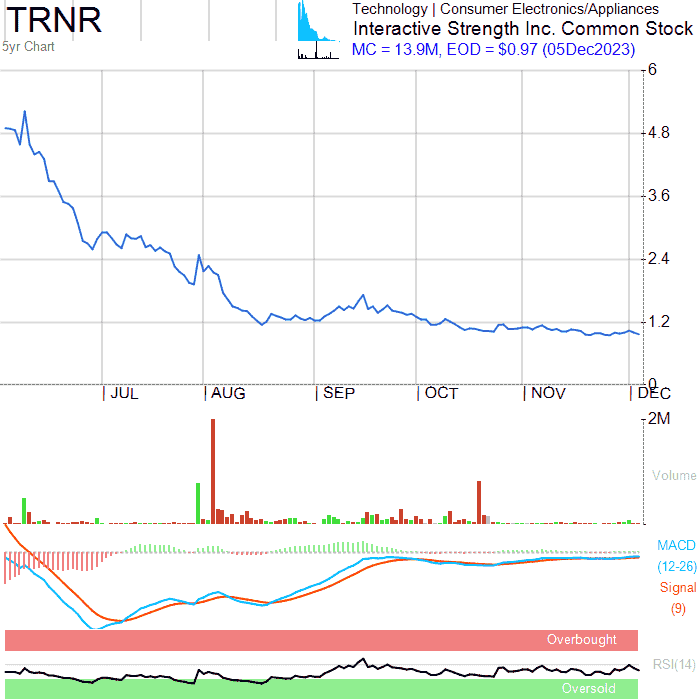 TRNR
5yr Chart
Technology | Consumer Electronics/Appliances
Interactive Strength Inc. Common Stock
MC = 13.9M, EOD = $0.97 (05Dec2023)
6
4.8
3.6
2.4
1.2
0
JUL AUG SEP OCT NOV DEC
2M
Volume
MACD
(12-26)
Signal
(9)
Overbought
RSI(14)
Oversold